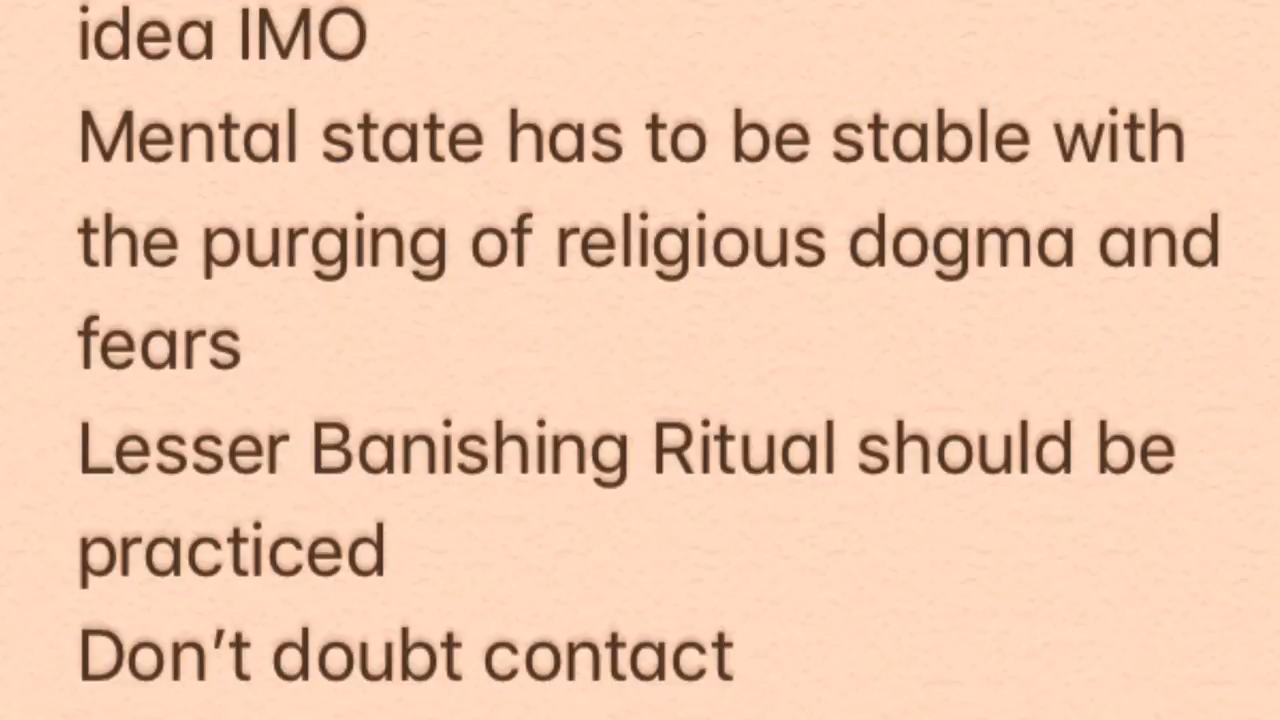 idea IMO
Mental state has to be stable with
the purging of religious dogma and
fears
Lesser Banishing Ritual should be
practiced
Don’t doubt contact